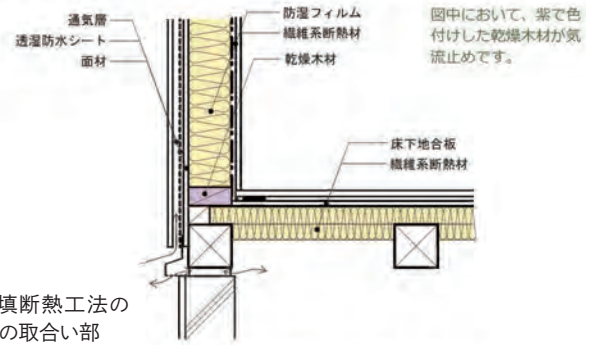 通気層
透湿防水シート
面材
防湿フィルム
繊維系断熱材
乾燥木材
図中において、紫で色
付けした乾燥木材が気
流止めです。
床下地合板
繊維系断熱材
填断熱工法の
の取合い部